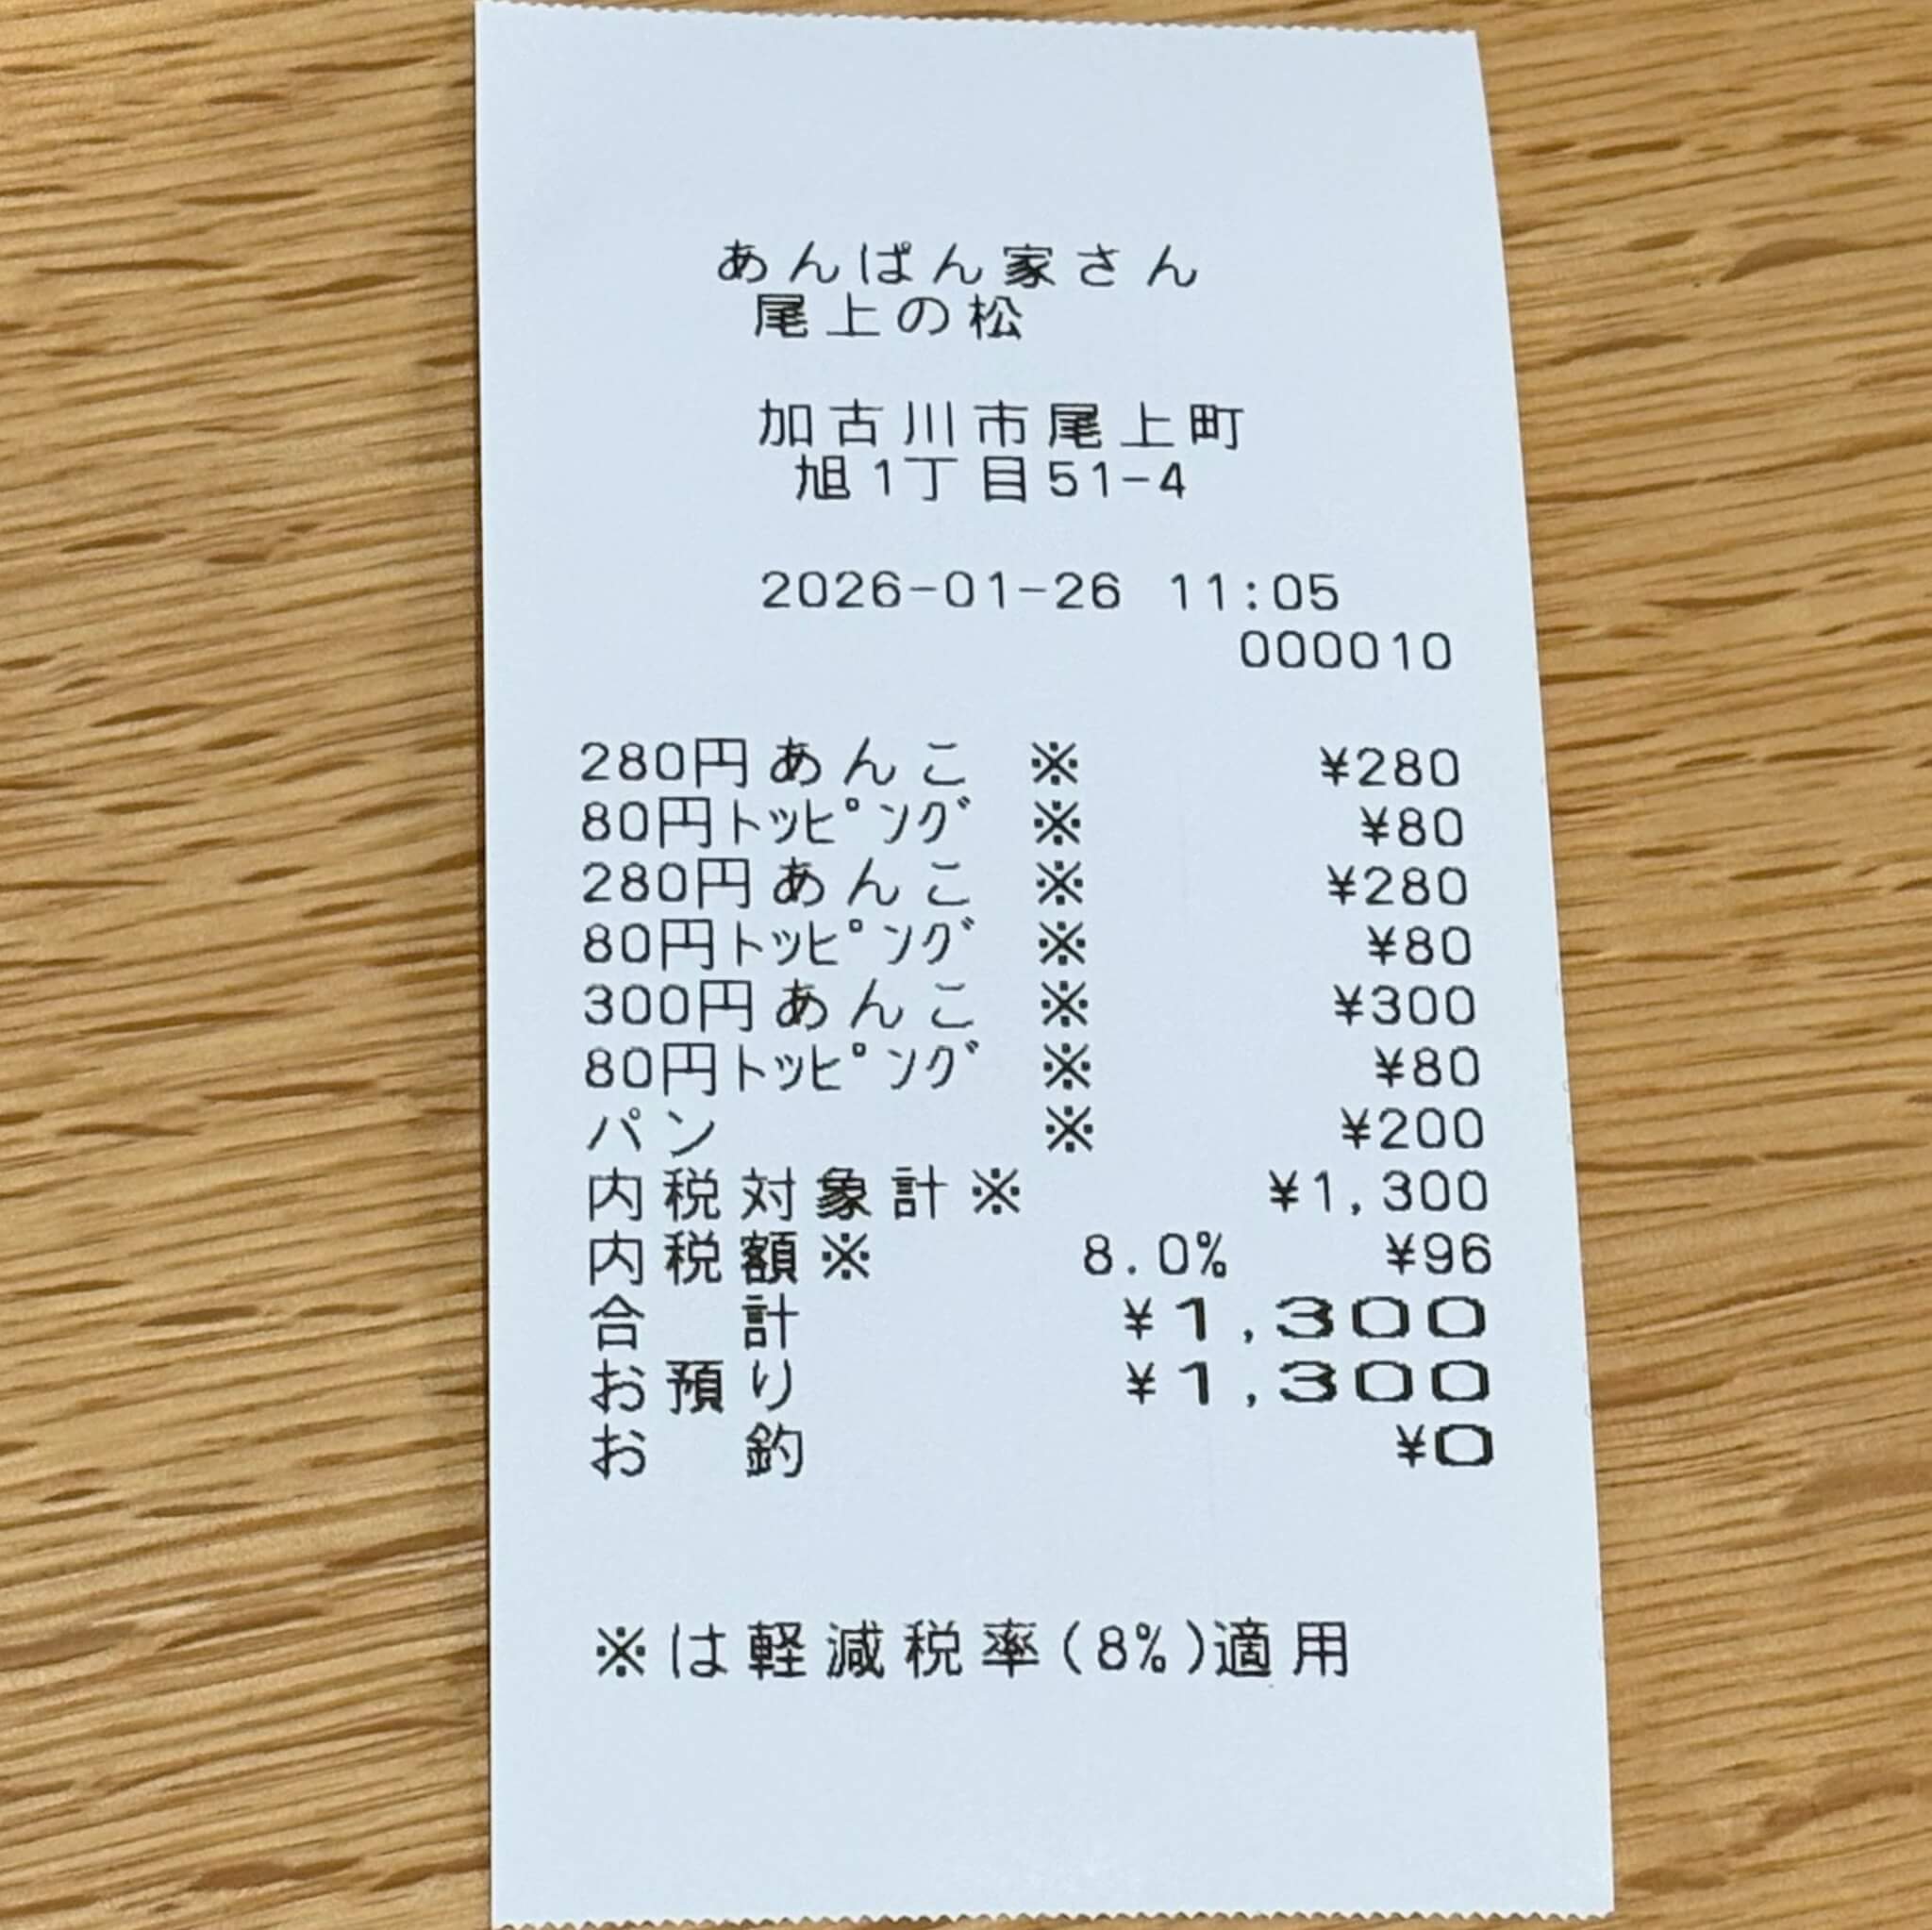 あんぱん家さん
尾上の松
加古川市尾上町
旭1丁目51-4
2026-01-26 11:05
000010
280円あんこ ※ ¥280
80円ﾄッﾋﾟﾝｸﾞ ※ ¥80
280円あんこ ※ ¥280
80円ﾄッﾋﾟﾝｸﾞ ※ ¥80
300円あんこ ※ ¥300
80円ﾄッﾋﾟﾝｸﾞ ※ ¥80
パン ※ ¥200
内税対象計※ ¥1,300
内税額※ 8.0% ¥96
合 計 ¥1,300
お預り ¥1,300
お 釣 ¥0
※は軽減税率(8%)適用